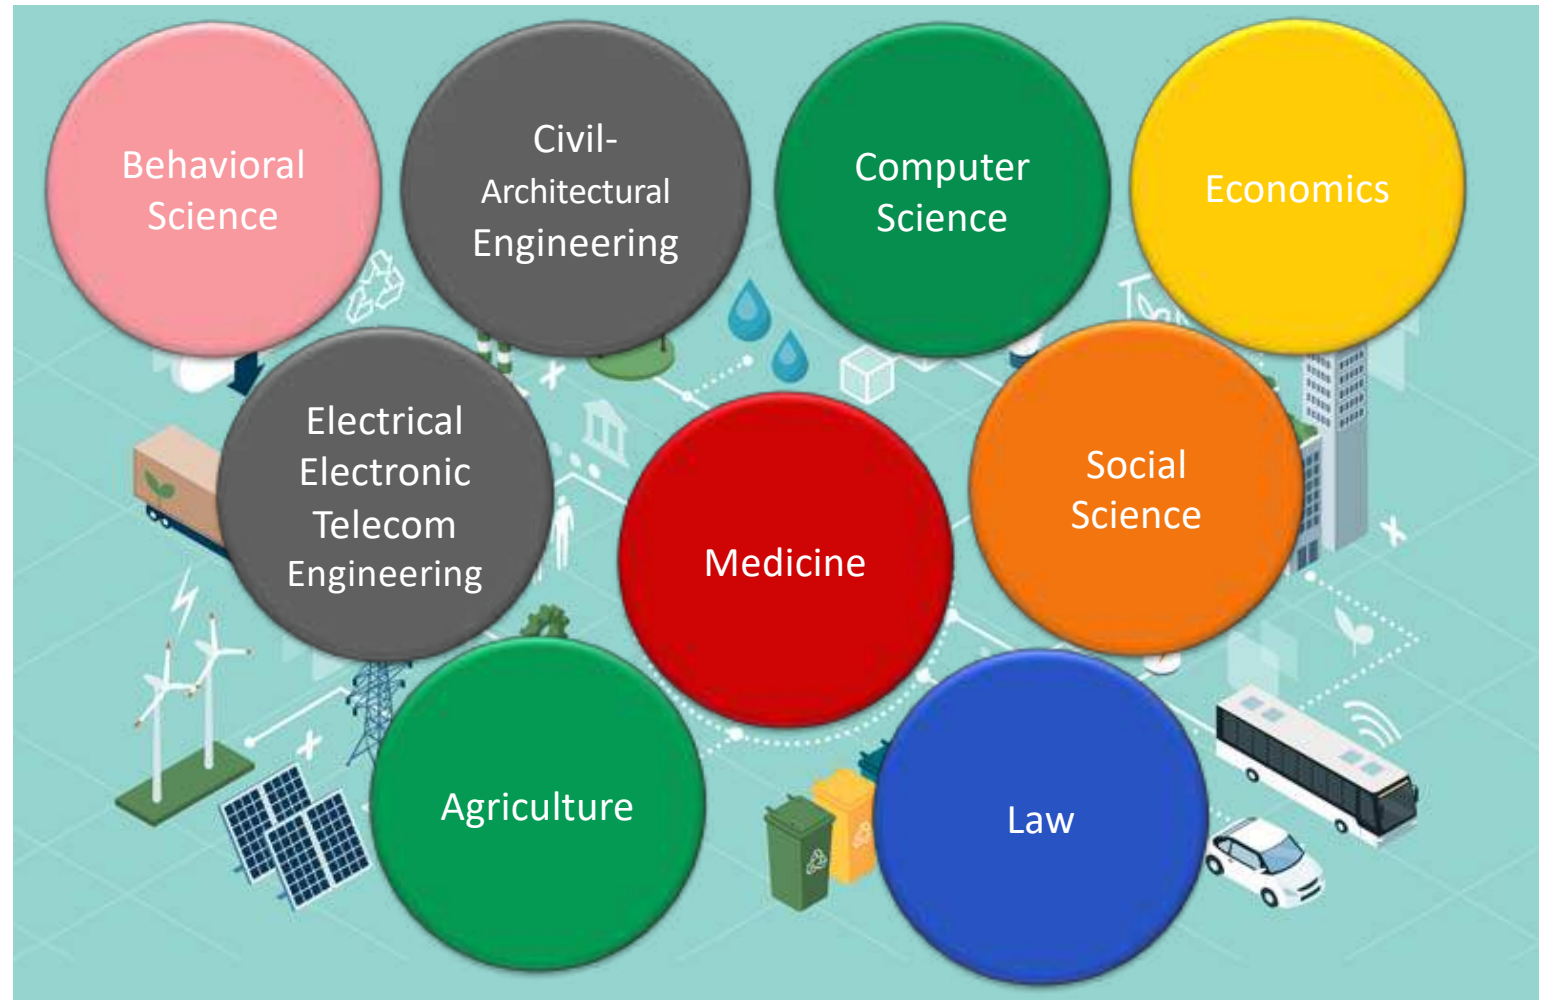 Behavioral
Science
Civil-
Architectural
Engineering
Computer
Science
Economics
Electrical
Electronic
Telecom
Engineering
Medicine
Social
Science
Agriculture
Law